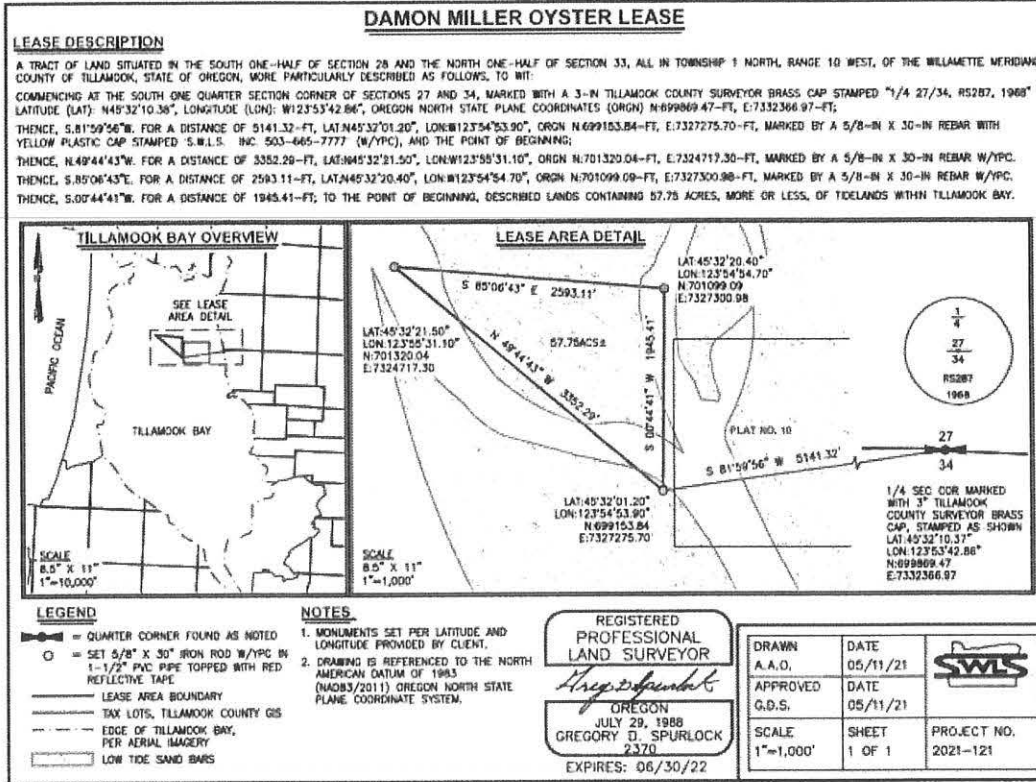 DAMON MILLER OYSTER LEASE
LEASE DESCRIPTION
A TRACT OF LAND SITUATED IN THE SOUTH ONE-HALF OF SECTION 28 AND THE NORTH ONE-HALF OF SECTION 33, ALL IN TOWNSHIP 1 NORTH, RANGE 10 WEST, OF THE WILLAMETTE MERIDIAN,
COUNTY OF TILLAMOOK, STATE OF OREGON, MORE PARTICULARLY DESCRIBED AS FOLLOWS, TO WIT:
COMMENCING AT THE SOUTH ONE QUARTER SECTION CORNER OF SECTIONS 27 AND 34, MARKED WITH A 3-IN TILLAMOOK COUNTY SURVEYOR BRASS CAP STAMPED "1/4 27/34, RS287, 1968"
LATITUDE (LAT): N45°32'10.38", LONGITUDE (LON): W123°53'42.86", OREGON NORTH STATE PLANE COORDINATES (ORGN) N:699869.47-FT, E:7332366.97-FT;
THENCE, S.81°59'56"W. FOR A DISTANCE OF 5141.32-FT, LAT:N45°32'01.20", LON:W123°54'53.90", ORGN N:699153.84-FT, E:7327275.70-FT, MARKED BY A 5/8-IN X 30-IN REBAR WITH
YELLOW PLASTIC CAP STAMPED S.W.L.S. INC. 503-665-7777 (W/YPC), AND THE POINT OF BEGINNING;
THENCE, N.49°44'43"W. FOR A DISTANCE OF 3352.29-FT, LAT:N45°32'21.50", LON:W123°55'31.10", ORGN N:701320.04-FT, E:7324717.30-FT, MARKED BY A 5/8-IN X 30-IN REBAR W/YPC.
THENCE, S.85°06'43"E. FOR A DISTANCE OF 2593.11-FT, LAT:N45°32'20.40", LON:W123°54'54.70", ORGN N:701099.09-FT, E:7327300.98-FT, MARKED BY A 5/8-IN X 30-IN REBAR W/YPC.
THENCE, S.00°44'41"W. FOR A DISTANCE OF 1945.41-FT; TO THE POINT OF BEGINNING, DESCRIBED LANDS CONTAINING 57.75 ACRES, MORE OR LESS, OF TIDELANDS WITHIN TILLAMOOK BAY.
TILLAMOOK BAY OVERVIEW
SEE LEASE
AREA DETAIL
PACIFIC OCEAN
TILLAMOOK BAY
SCALE
8.5" X 11"
1"=10,000'
LEASE AREA DETAIL
LAT:45°32'20.40"
LON:123°54'54.70"
N:701099.09
E:7327300.98
S 85°06'43" E 2593.11'
LAT:45°32'21.50"
LON:123°55'31.10"
N:701320.04
E:7324717.30
57.75ACS±
N 49°44'43" W 3352.29'
S 00°44'41" W 1945.41'
PLAT NO. 10
S 81°59'56" W 5141.32'
LAT:45°32'01.20"
LON:123°54'53.90"
N:699153.84
E:7327275.70
SCALE
8.5" X 11"
1"=1,000'
1
4
27
34
RS287
1968
27
34
1/4 SEC COR MARKED
WITH 3" TILLAMOOK
COUNTY SURVEYOR BRASS
CAP, STAMPED AS SHOWN
LAT:45°32'10.37"
LON:123°53'42.86"
N:699869.47
E:7332366.97
LEGEND
= QUARTER CORNER FOUND AS NOTED
= SET 5/8" X 30" IRON ROD W/YPC IN
1-1/2" PVC PIPE TOPPED WITH RED
REFLECTIVE TAPE
LEASE AREA BOUNDARY
TAX LOTS, TILLAMOOK COUNTY GIS
EDGE OF TILLAMOOK BAY,
PER AERIAL IMAGERY
LOW TIDE SAND BARS
NOTES
1. MONUMENTS SET PER LATITUDE AND
LONGITUDE PROVIDED BY CLIENT.
2. DRAWING IS REFERENCED TO THE NORTH
AMERICAN DATUM OF 1983
(NAD83/2011) OREGON NORTH STATE
PLANE COORDINATE SYSTEM.
REGISTERED
PROFESSIONAL
LAND SURVEYOR
Greg D Spurlock
OREGON
JULY 29, 1988
GREGORY D. SPURLOCK
2370
EXPIRES: 06/30/22
DRAWN DATE
A.A.O. 05/11/21
APPROVED DATE
G.D.S. 05/11/21
SWLS
SCALE SHEET PROJECT NO.
1"=1,000' 1 OF 1 2021-121